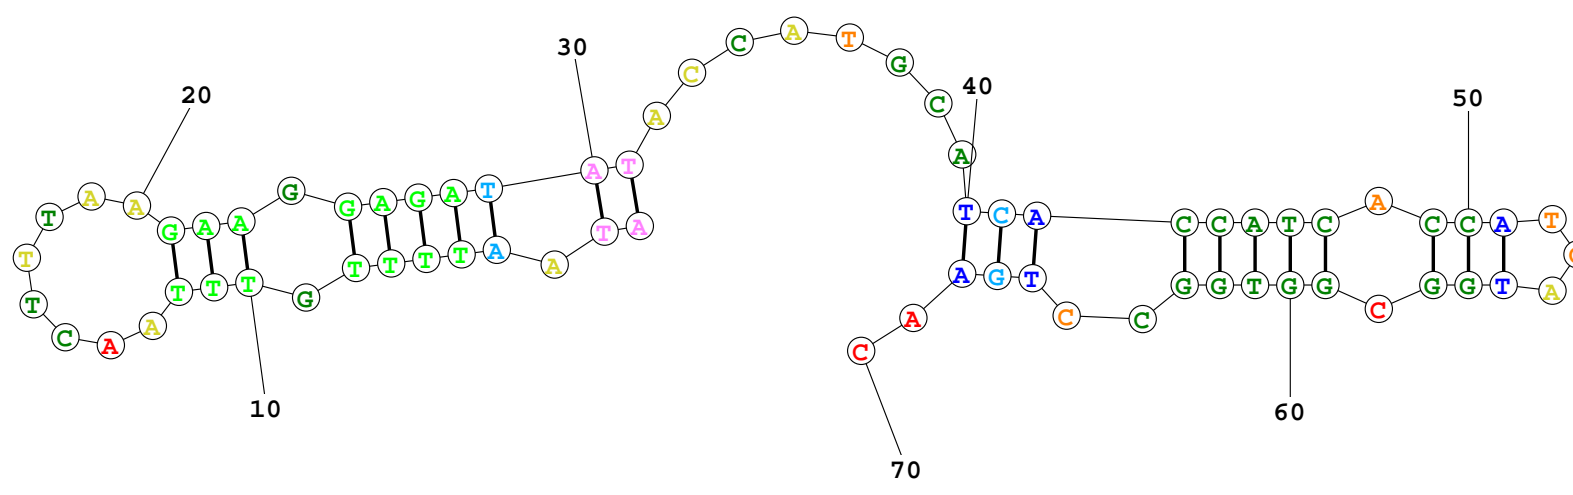 A T A A T T T T G
T T T A A C T T T A A
G A A G G A G A T A
T A C C A T G C A
T C A C C A T C A C
C A T
A T G G C G
G T G G C C T G A A C
10
20
30
40
50
60
70